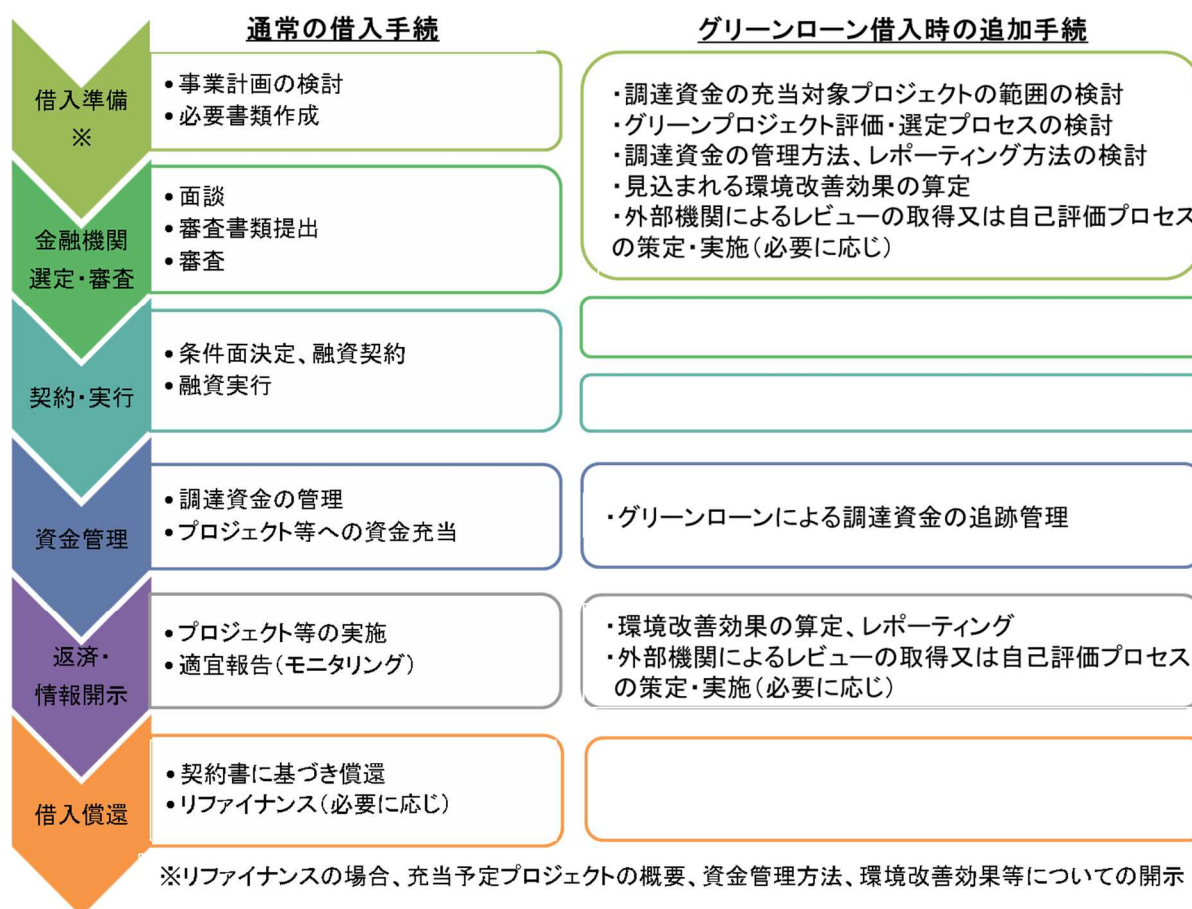 通常の借入手続
グリーンローン借入時の追加手続
借入準備
※
• 事業計画の検討
• 必要書類作成
・調達資金の充当対象プロジェクトの範囲の検討
・グリーンプロジェクト評価・選定プロセスの検討
・調達資金の管理方法、レポーティング方法の検討
・見込まれる環境改善効果の算定
・外部機関によるレビューの取得又は自己評価プロセス
の策定・実施(必要に応じ)
金融機関
選定・審査
• 面談
• 審査書類提出
• 審査
契約・実行
• 条件面決定、融資契約
• 融資実行
資金管理
• 調達資金の管理
• プロジェクト等への資金充当
・グリーンローンによる調達資金の追跡管理
返済・
情報開示
• プロジェクト等の実施
• 適宜報告(モニタリング)
・環境改善効果の算定、レポーティング
・外部機関によるレビューの取得又は自己評価プロセス
の策定・実施(必要に応じ)
借入償還
• 契約書に基づき償還
• リファイナンス(必要に応じ)
※リファイナンスの場合、充当予定プロジェクトの概要、資金管理方法、環境改善効果等についての開示